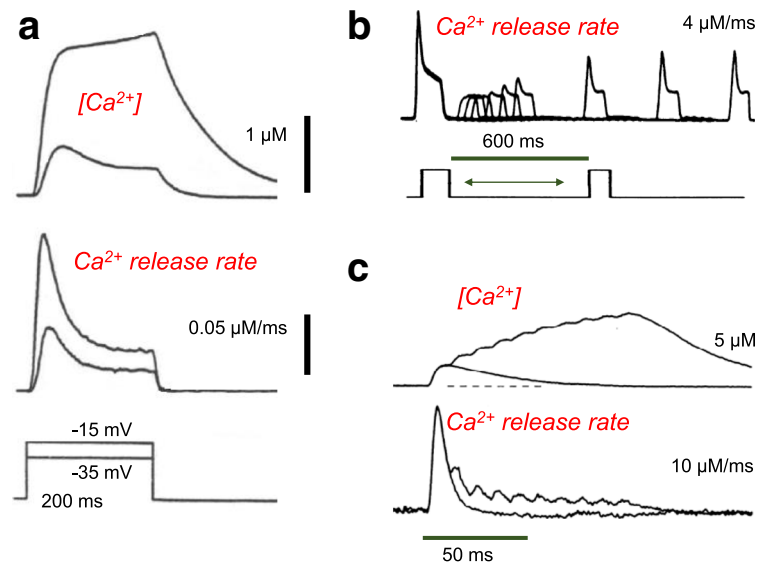 a
[Ca²⁺]
1 µM
Ca²⁺ release rate
0.05 µM/ms
-15 mV
-35 mV
200 ms
b
Ca²⁺ release rate
4 µM/ms
600 ms
c
[Ca²⁺]
5 µM
Ca²⁺ release rate
10 µM/ms
50 ms